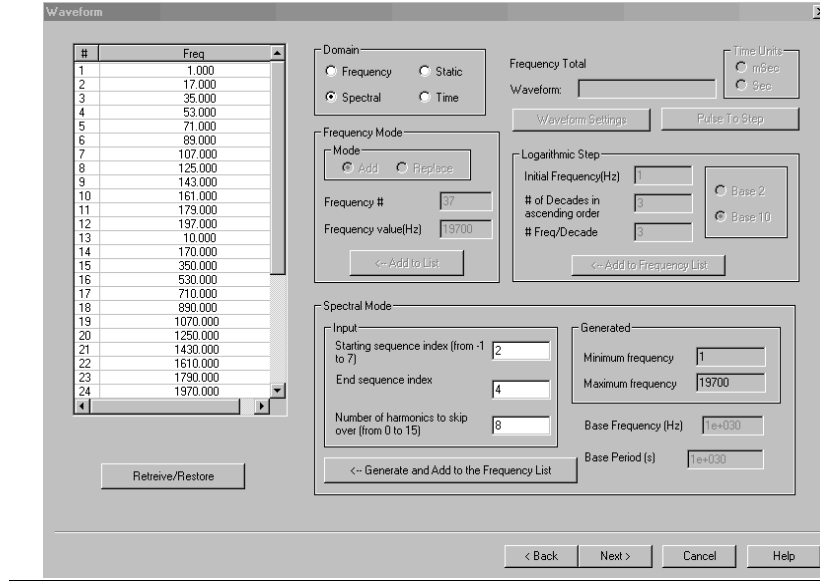 Waveform
# Freq
1 1.000
2 17.000
3 35.000
4 53.000
5 71.000
6 89.000
7 107.000
8 125.000
9 143.000
10 161.000
11 179.000
12 197.000
13 10.000
14 170.000
15 350.000
16 530.000
17 710.000
18 890.000
19 1070.000
20 1250.000
21 1430.000
22 1610.000
23 1790.000
24 1970.000
Retreive/Restore
Domain
Frequency Static
Spectral Time
Frequency Total
Waveform:
Time Units
mSec
Sec
Waveform Settings Pulse To Step
Frequency Mode
Mode
Add Replace
Frequency # 37
Frequency value(Hz) 19700
<-- Add to List
Logarithmic Step
Initial Frequency(Hz) 1
# of Decades in
ascending order 3
# Freq/Decade 3
Base 2
Base 10
<-- Add to Frequency List
Spectral Mode
Input
Starting sequence index (from -1
to 7) 2
End sequence index 4
Number of harmonics to skip
over (from 0 to 15) 8
<-- Generate and Add to the Frequency List
Generated
Minimum frequency 1
Maximum frequency 19700
Base Frequency (Hz) 1e+030
Base Period (s) 1e+030
< Back Next > Cancel Help